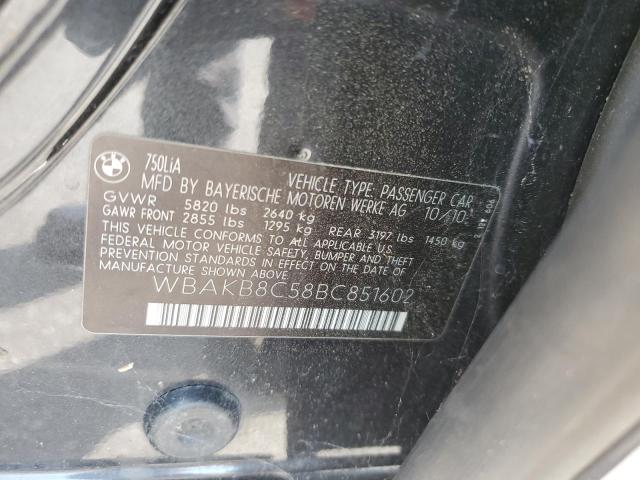 BMW
750LiA
VEHICLE TYPE: PASSENGER CAR
MFD BY BAYERISCHE MOTOREN WERKE AG 10/10
GVWR 5820 lbs 2640 kg
GAWR FRONT 2855 lbs 1295 kg REAR 3197 lbs 1450 kg
THIS VEHICLE CONFORMS TO ALL APPLICABLE U.S.
FEDERAL MOTOR VEHICLE SAFETY, BUMPER AND THEFT
PREVENTION STANDARDS IN EFFECT ON THE DATE OF
MANUFACTURE SHOWN ABOVE.
WBAKB8C58BC851602